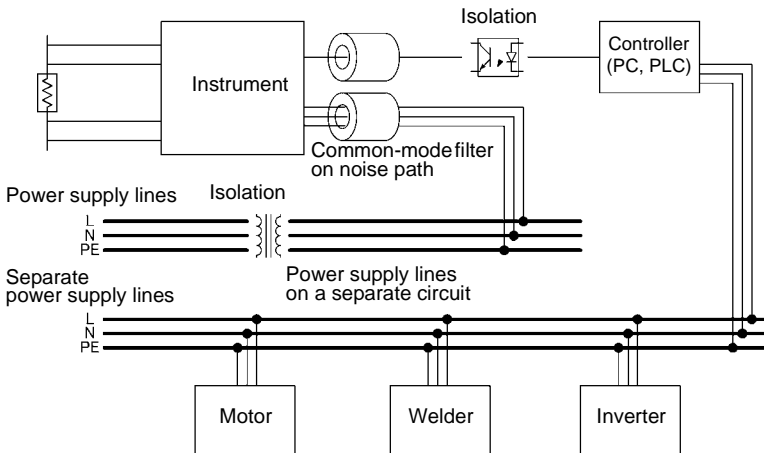 Isolation
Controller
(PC, PLC)
Instrument
Common-mode filter
on noise path
Power supply lines
Isolation
L
N
PE
Power supply lines
on a separate circuit
Separate
power supply lines
L
N
PE
Motor
Welder
Inverter